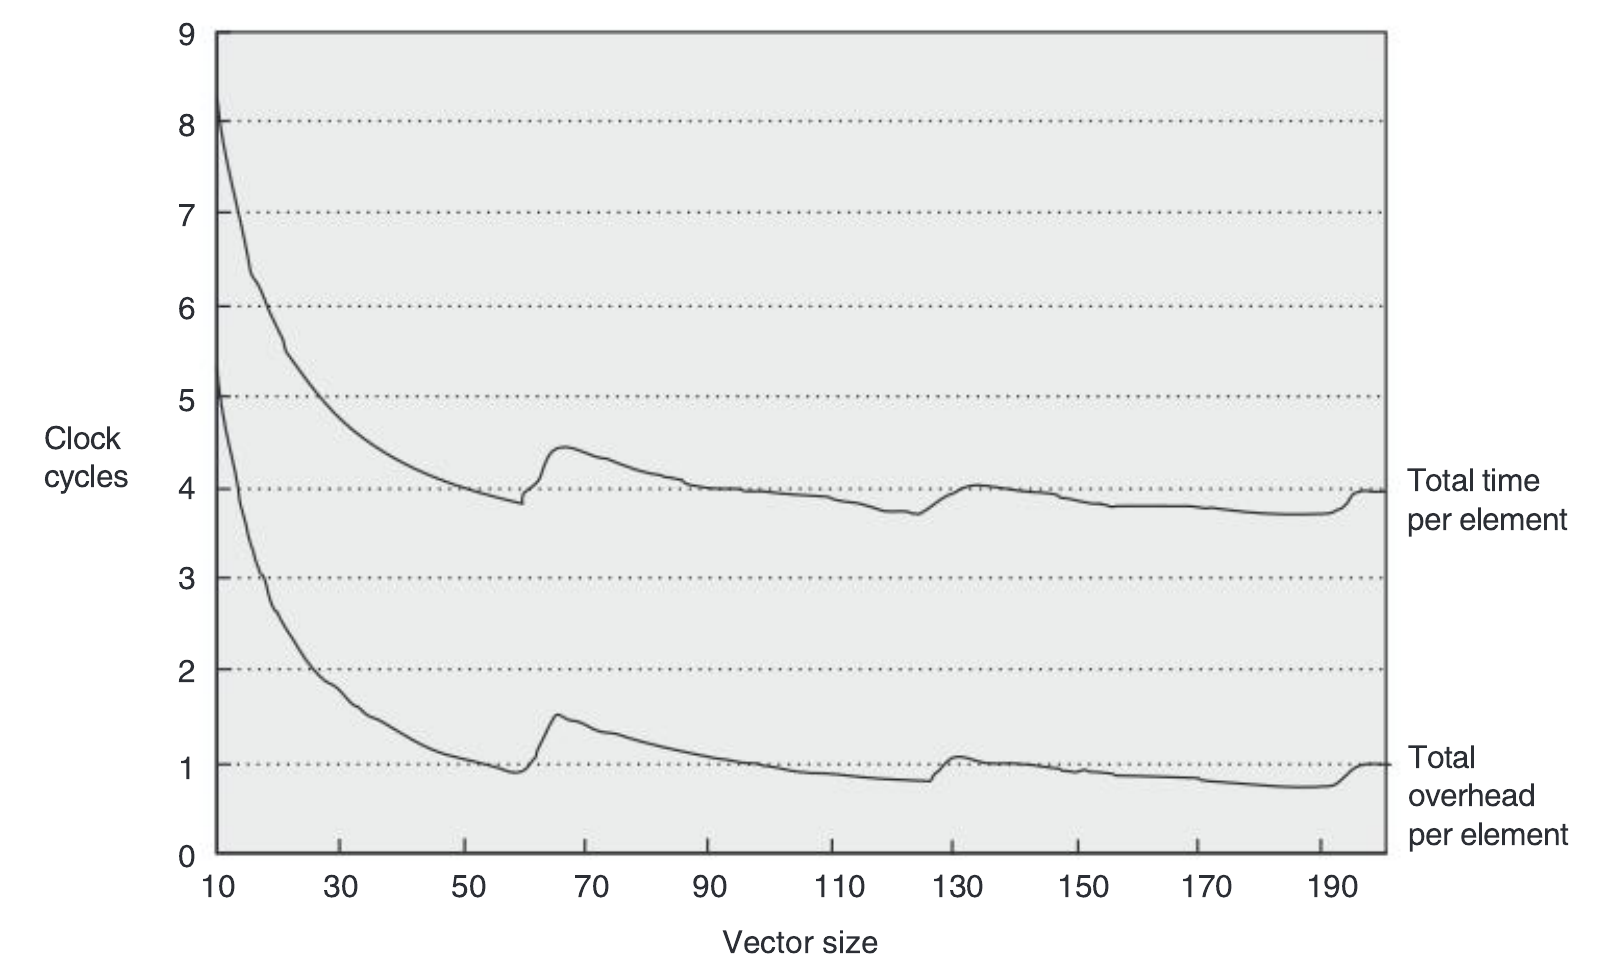 9
8
7
6
5
4
3
2
1
0
Clock
cycles
10 30 50 70 90 110 130 150 170 190
Vector size
Total time
per element
Total
overhead
per element